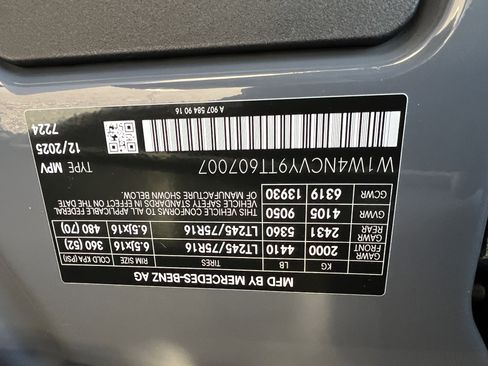 MFD BY MERCEDES-BENZ AG
KG LB TIRES RIM SIZE COLD KPA (PSI)
GAWR FRONT 2000 4410 LT245/75R16 6.5Jx16 360 (52)
GAWR REAR 2431 5360 LT245/75R16 6.5Jx16 480 (70)
GVWR 4105 9050 THIS VEHICLE CONFORMS TO ALL APPLICABLE FEDERAL
MOTOR VEHICLE SAFETY STANDARDS IN EFFECT ON THE DATE
GCWR 6319 13930 OF MANUFACTURE SHOWN BELOW.
W1W4NCVY9TT607007 TYPE MPV
12/2025
7224
A 907 584 90 16